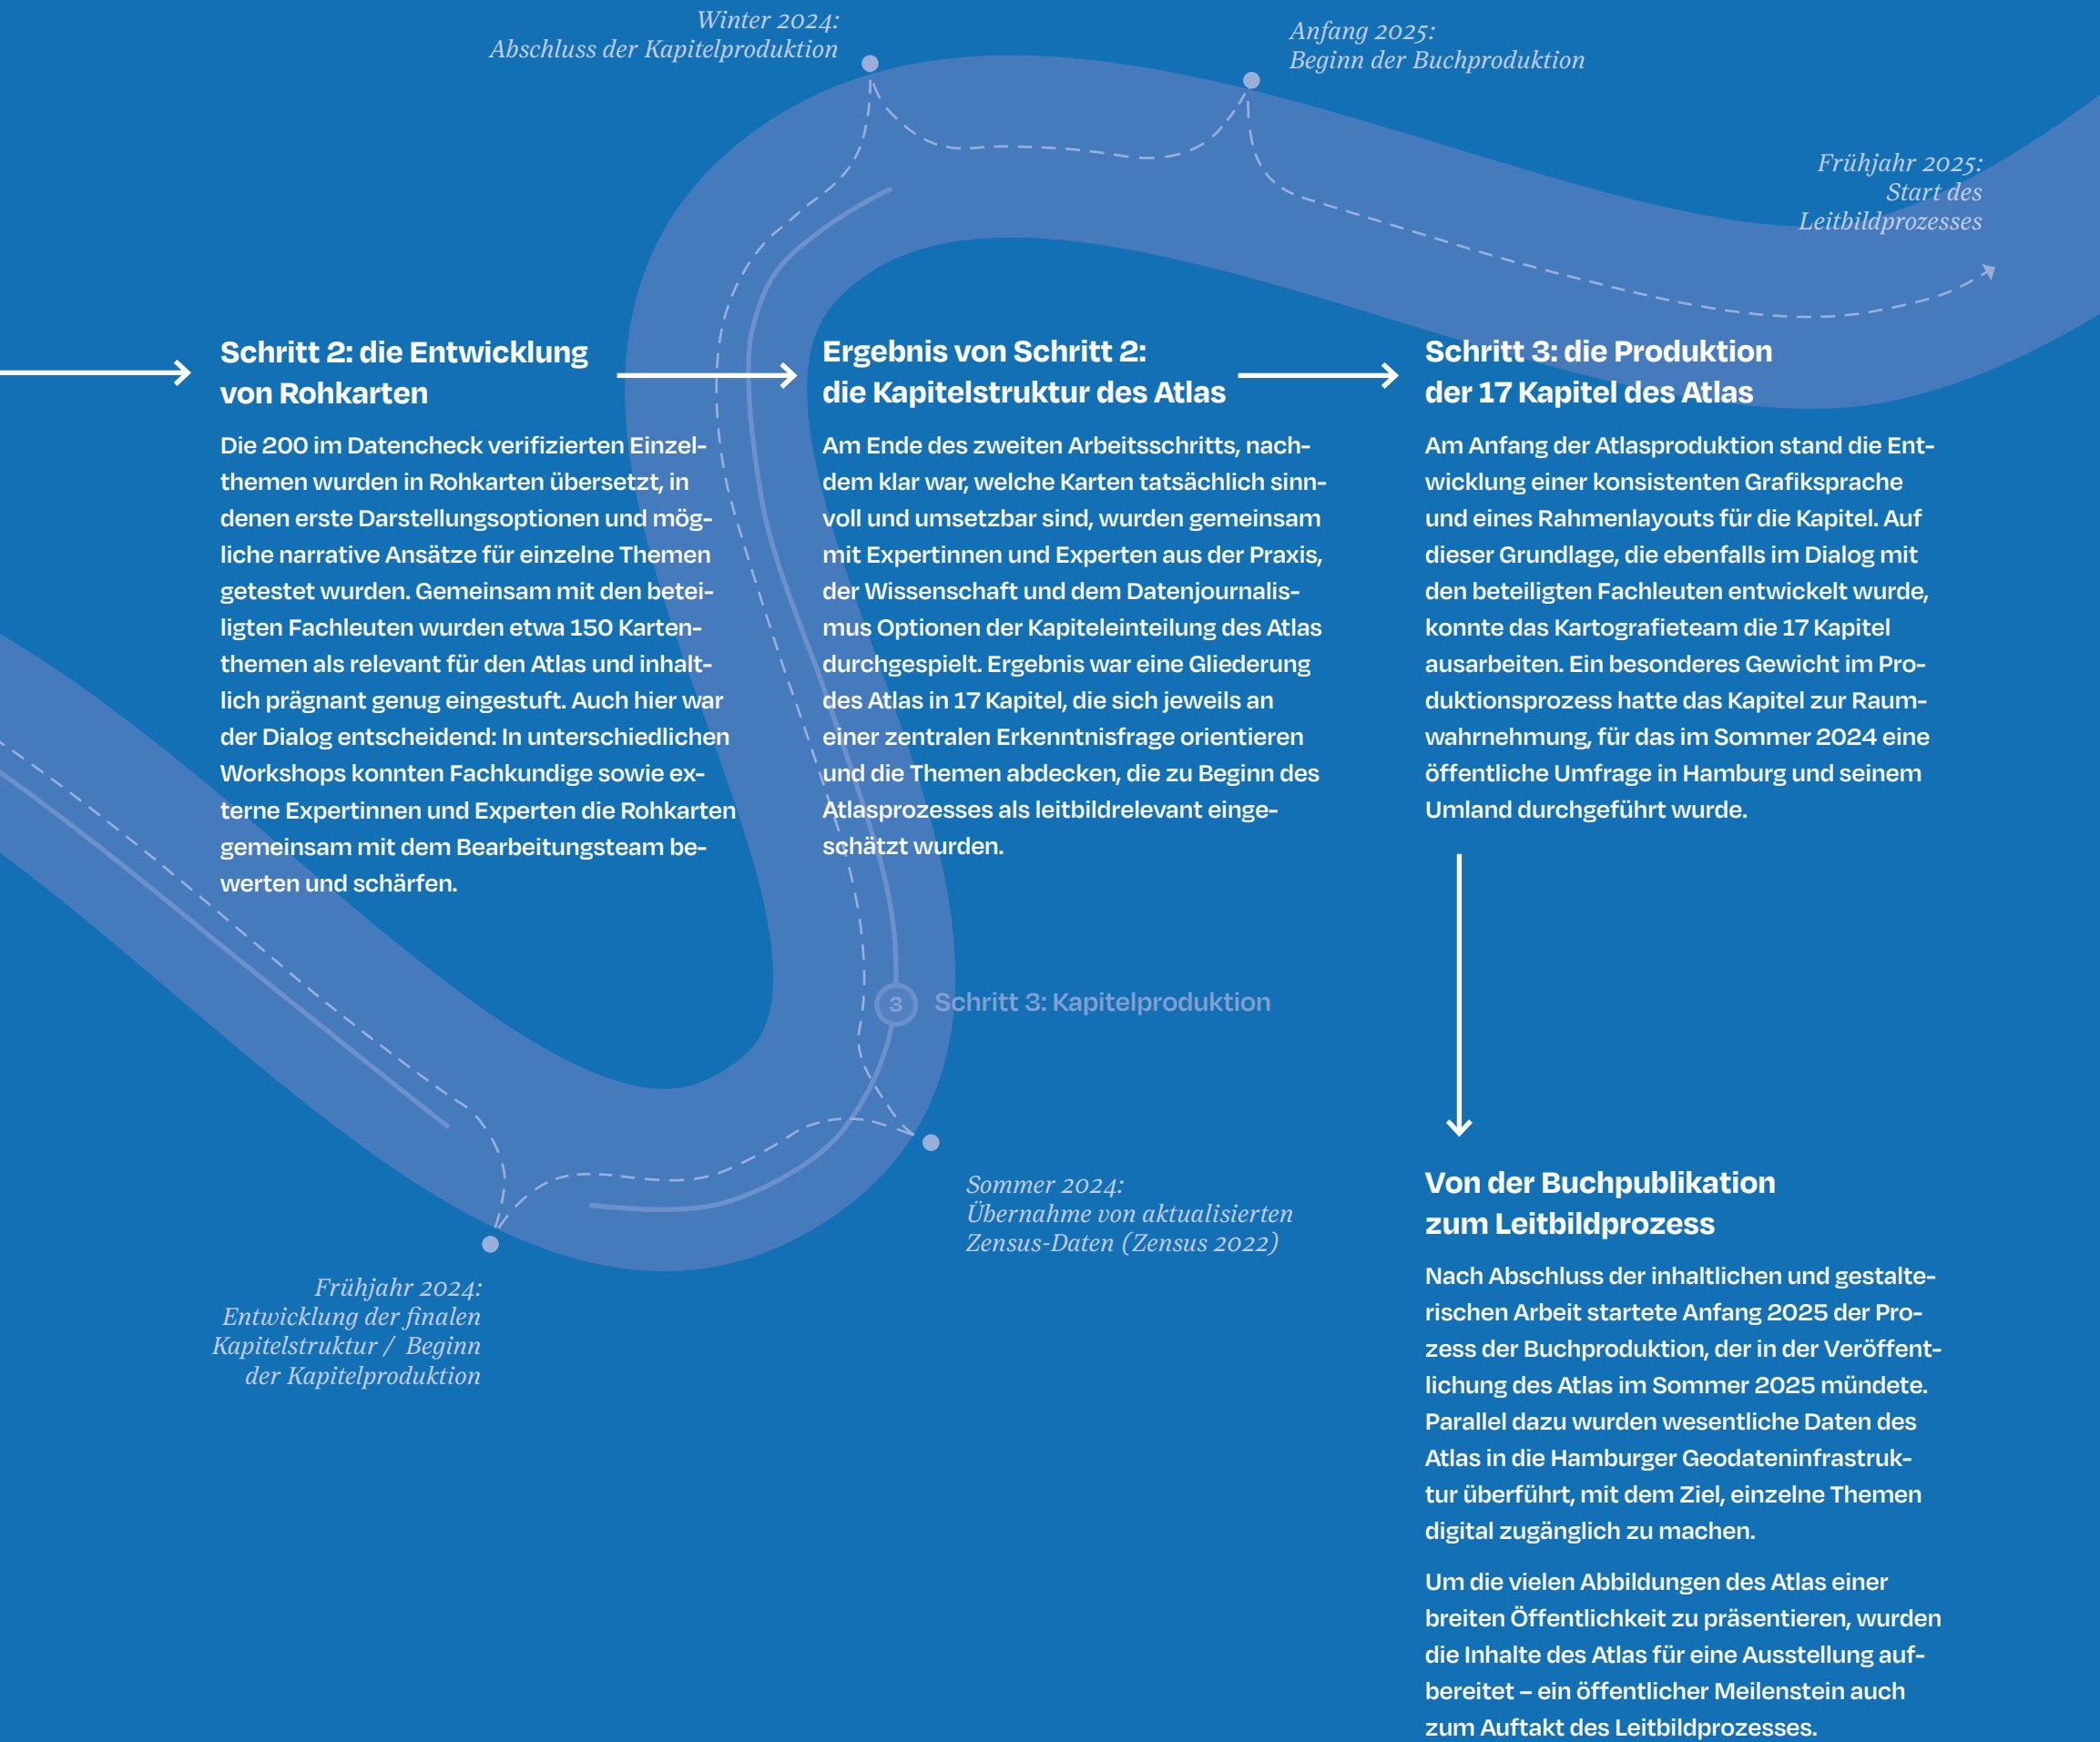 Winter 2024:
Abschluss der Kapitelproduktion
Anfang 2025:
Beginn der Buchproduktion
Frühjahr 2025:
Start des
Leitbildprozesses
Schritt 2: die Entwicklung
von Rohkarten
Die 200 im Datencheck verifizierten Einzel-
themen wurden in Rohkarten übersetzt, in
denen erste Darstellungsoptionen und mög-
liche narrative Ansätze für einzelne Themen
getestet wurden. Gemeinsam mit den betei-
ligten Fachleuten wurden etwa 150 Karten-
themen als relevant für den Atlas und inhalt-
lich prägnant genug eingestuft. Auch hier war
der Dialog entscheidend: In unterschiedlichen
Workshops konnten Fachkundige sowie ex-
terne Expertinnen und Experten die Rohkarten
gemeinsam mit dem Bearbeitungsteam be-
werten und schärfen.
Ergebnis von Schritt 2:
die Kapitelstruktur des Atlas
Am Ende des zweiten Arbeitsschritts, nach-
dem klar war, welche Karten tatsächlich sinn-
voll und umsetzbar sind, wurden gemeinsam
mit Expertinnen und Experten aus der Praxis,
der Wissenschaft und dem Datenjournalis-
mus Optionen der Kapiteleinteilung des Atlas
durchgespielt. Ergebnis war eine Gliederung
des Atlas in 17 Kapitel, die sich jeweils an
einer zentralen Erkenntnisfrage orientieren
und die Themen abdecken, die zu Beginn des
Atlasprozesses als leitbildrelevant einge-
schätzt wurden.
Schritt 3: die Produktion
der 17 Kapitel des Atlas
Am Anfang der Atlasproduktion stand die Ent-
wicklung einer konsistenten Grafiksprache
und eines Rahmenlayouts für die Kapitel. Auf
dieser Grundlage, die ebenfalls im Dialog mit
den beteiligten Fachleuten entwickelt wurde,
konnte das Kartografieteam die 17 Kapitel
ausarbeiten. Ein besonderes Gewicht im Pro-
duktionsprozess hatte das Kapitel zur Raum-
wahrnehmung, für das im Sommer 2024 eine
öffentliche Umfrage in Hamburg und seinem
Umland durchgeführt wurde.
3 Schritt 3: Kapitelproduktion
Sommer 2024:
Übernahme von aktualisierten
Zensus-Daten (Zensus 2022)
Frühjahr 2024:
Entwicklung der finalen
Kapitelstruktur / Beginn
der Kapitelproduktion
Von der Buchpublikation
zum Leitbildprozess
Nach Abschluss der inhaltlichen und gestalte-
rischen Arbeit startete Anfang 2025 der Pro-
zess der Buchproduktion, der in der Veröffent-
lichung des Atlas im Sommer 2025 mündete.
Parallel dazu wurden wesentliche Daten des
Atlas in die Hamburger Geodateninfrastruk-
tur überführt, mit dem Ziel, einzelne Themen
digital zugänglich zu machen.
Um die vielen Abbildungen des Atlas einer
breiten Öffentlichkeit zu präsentieren, wurden
die Inhalte des Atlas für eine Ausstellung auf-
bereitet – ein öffentlicher Meilenstein auch
zum Auftakt des Leitbildprozesses.